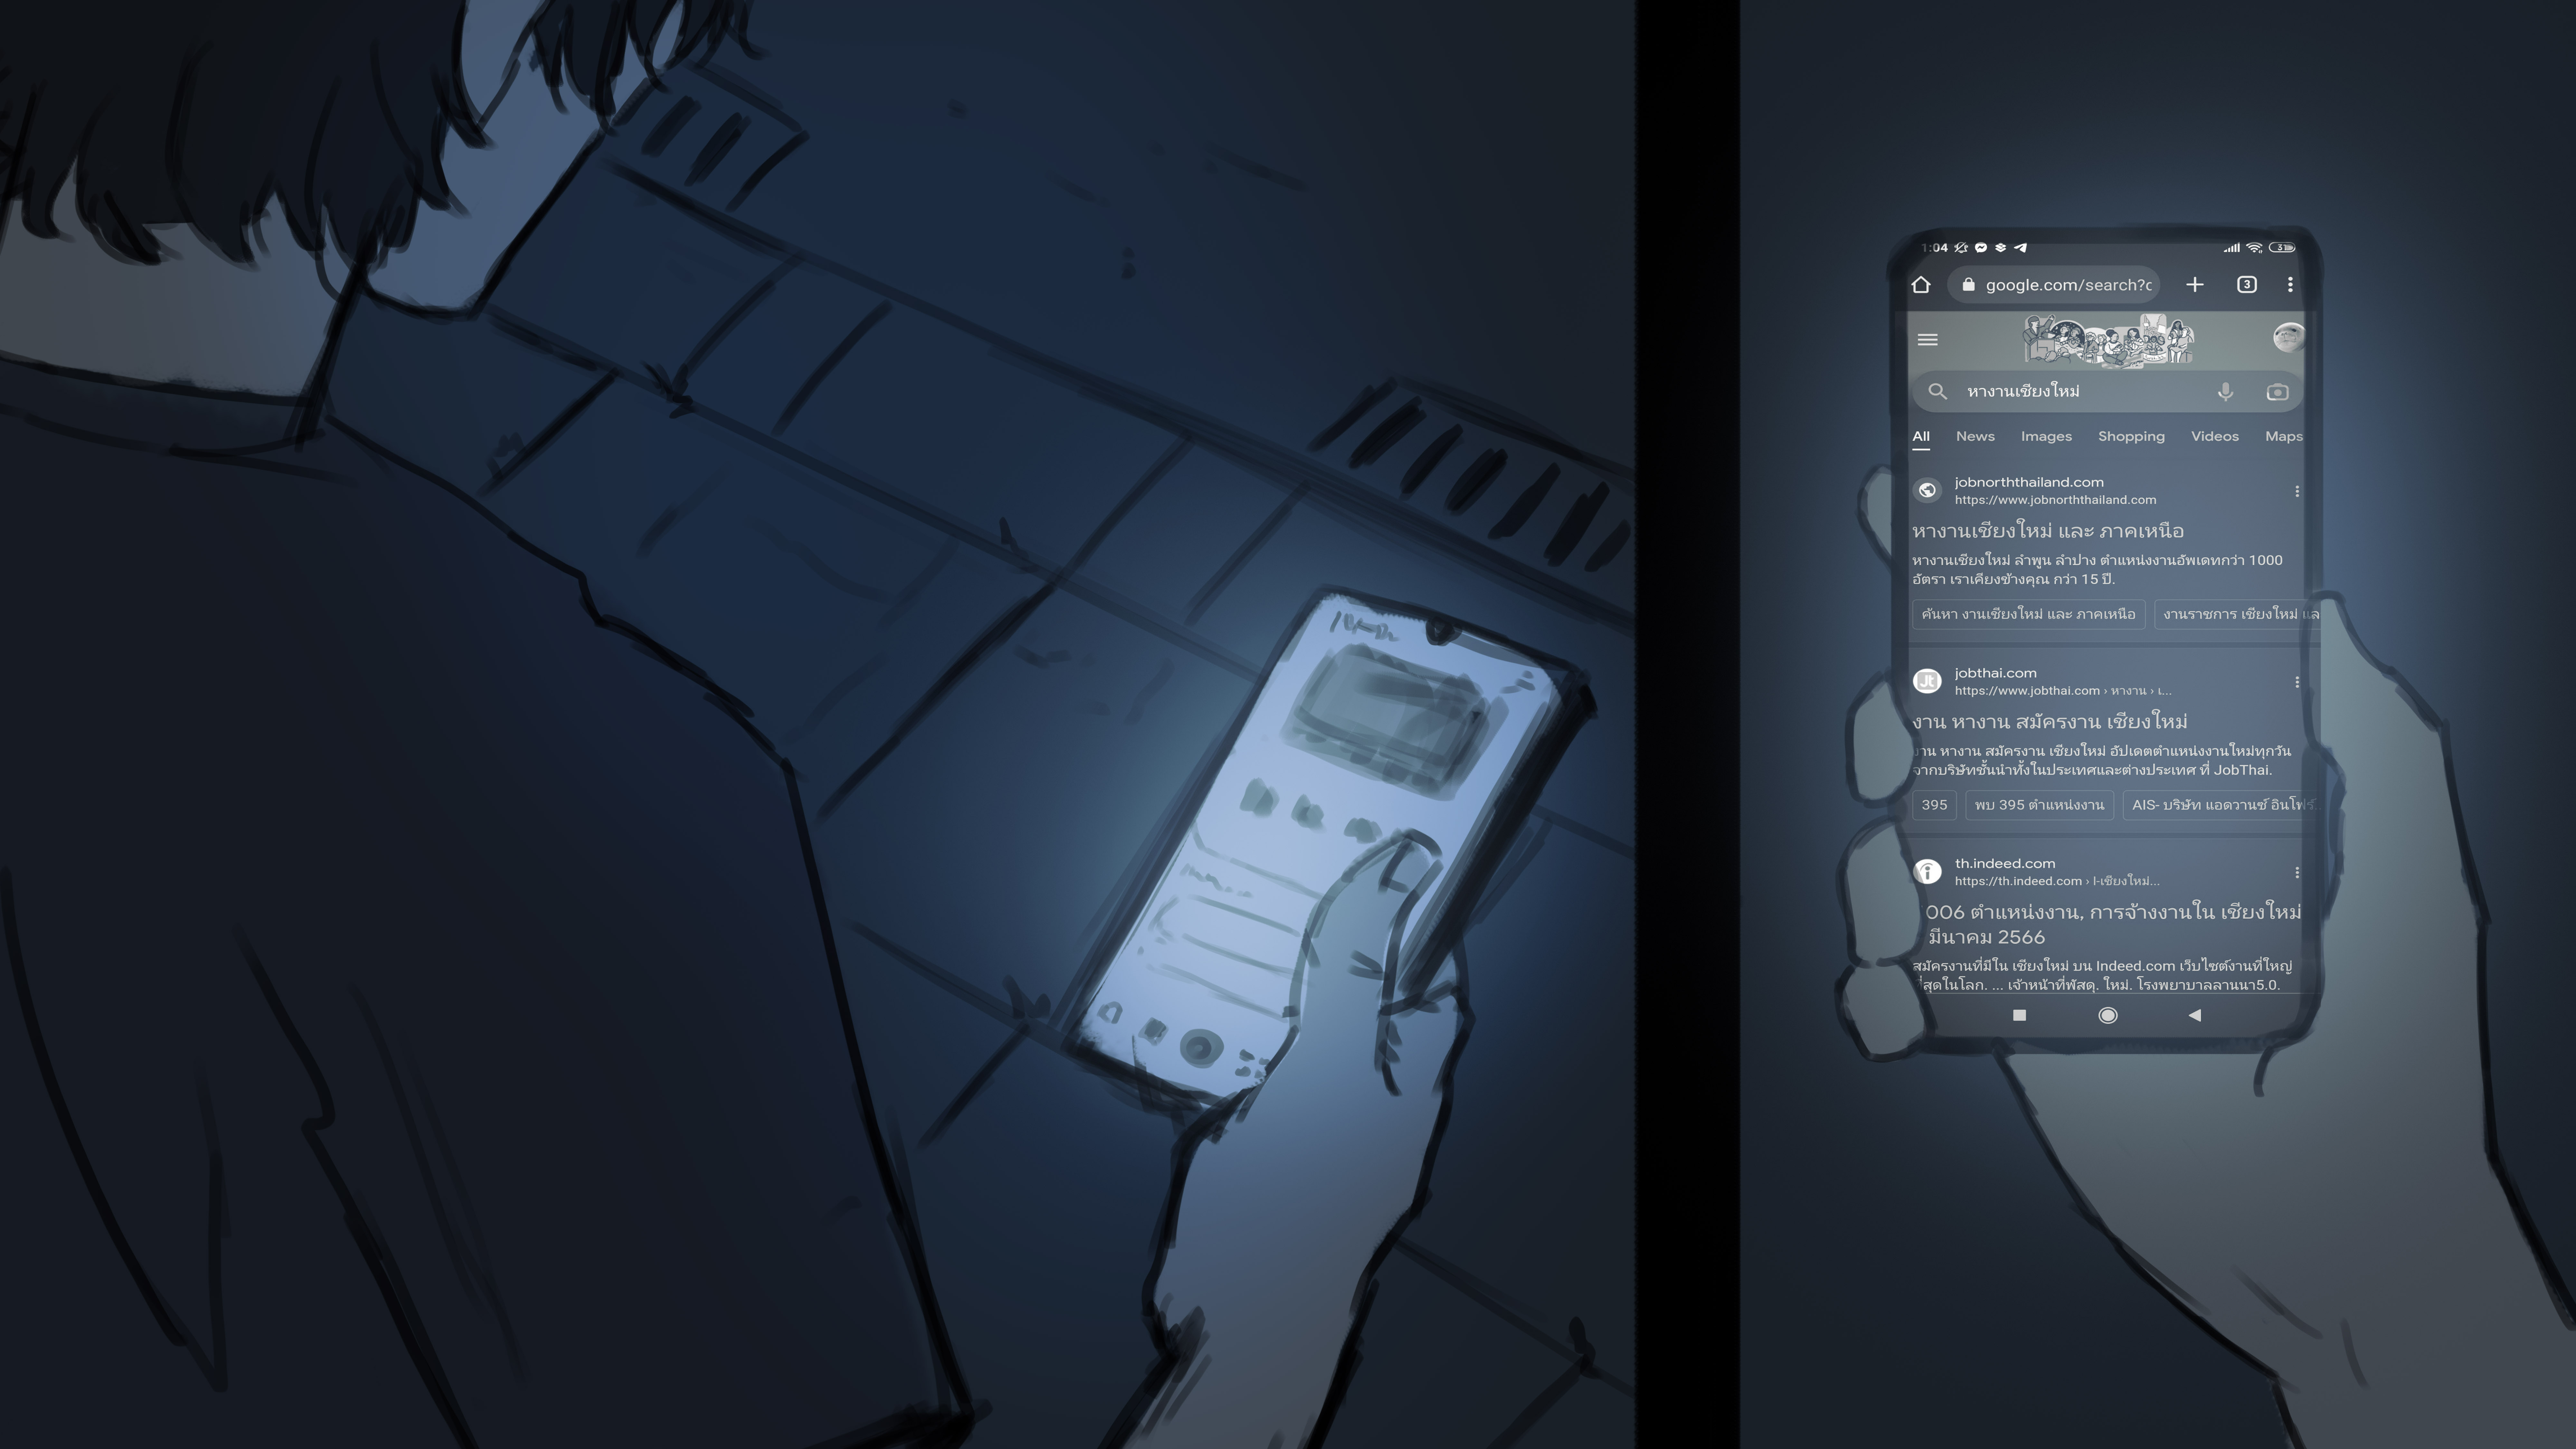 1:04
google.com/search?c
3
หางานเชียงใหม่
All News Images Shopping Videos Maps
jobnorththailand.com
https://www.jobnorththailand.com
หางานเชียงใหม่ และ ภาคเหนือ
หางานเชียงใหม่ ลำพูน ลำปาง ตำแหน่งงานอัพเดทกว่า 1000
อัตรา เราเคียงข้างคุณ กว่า 15 ปี.
ค้นหา งานเชียงใหม่ และ ภาคเหนือ งานราชการ เชียงใหม่ แล
jobthai.com
https://www.jobthai.com › หางาน › เ...
งาน หางาน สมัครงาน เชียงใหม่
งาน หางาน สมัครงาน เชียงใหม่ อัปเดตตำแหน่งงานใหม่ทุกวัน
จากบริษัทชั้นนำทั้งในประเทศและต่างประเทศ ที่ JobThai.
395 พบ 395 ตำแหน่งงาน AIS- บริษัท แอดวานซ์ อินโฟร์...
th.indeed.com
https://th.indeed.com › l-เชียงใหม่...
006 ตำแหน่งงาน, การจ้างงานใน เชียงใหม่
มีนาคม 2566
สมัครงานที่มีใน เชียงใหม่ บน Indeed.com เว็บไซต์งานที่ใหญ่
ที่สุดในโลก. ... เจ้าหน้าที่พัสดุ. ใหม่. โรงพยาบาลลานนา5.0.